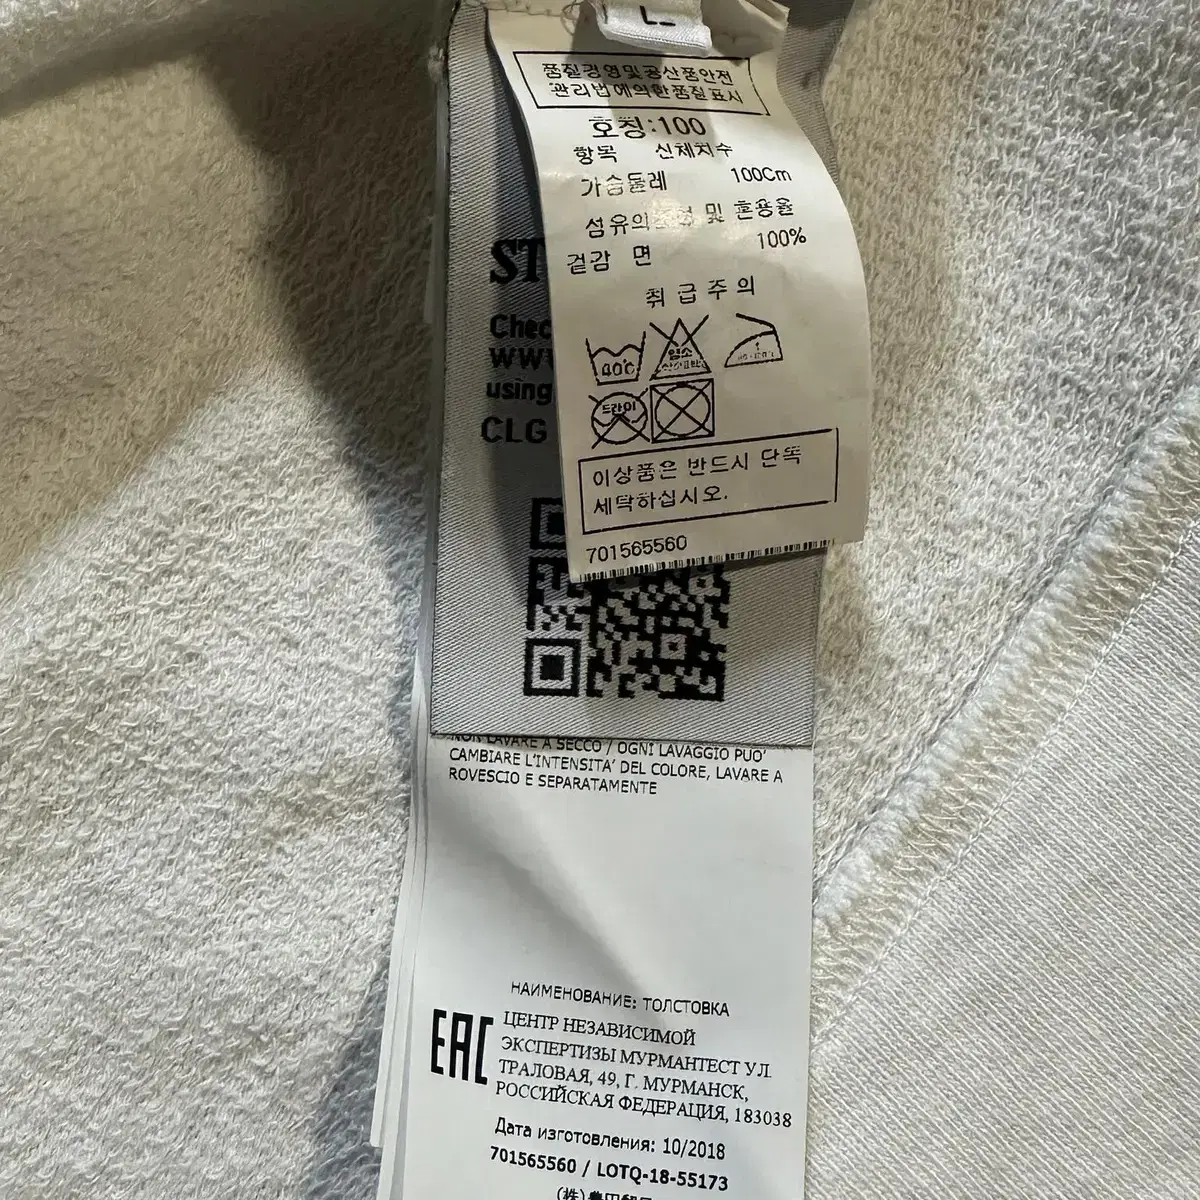 L
품질경영및공산품안전
관리법에의한품질표시
호칭:100
항목 신체치수
가슴둘레 100Cm
섬유의조성 및 혼용율
겉감 면 100%
취급주의
40℃
염소
드라이
이상품은 반드시 단독
세탁하십시오.
701565560
ST
Chec
WWW
using
CLG
NON LAVARE A SECCO / OGNI LAVAGGIO PUO'
CAMBIARE L'INTENSITA' DEL COLORE, LAVARE A
ROVESCIO E SEPARATAMENTE
НАИМЕНОВАНИЕ: ТОЛСТОВКА
EAC
ЦЕНТР НЕЗАВИСИМОЙ
ЭКСПЕРТИЗЫ МУРМАНТЕСТ УЛ.
ТРАЛОВАЯ, 49, Г. МУРМАНСК,
РОССИЙСКАЯ ФЕДЕРАЦИЯ, 183038
Дата изготовления: 10/2018
701565560 / LOTQ-18-55173
(株)